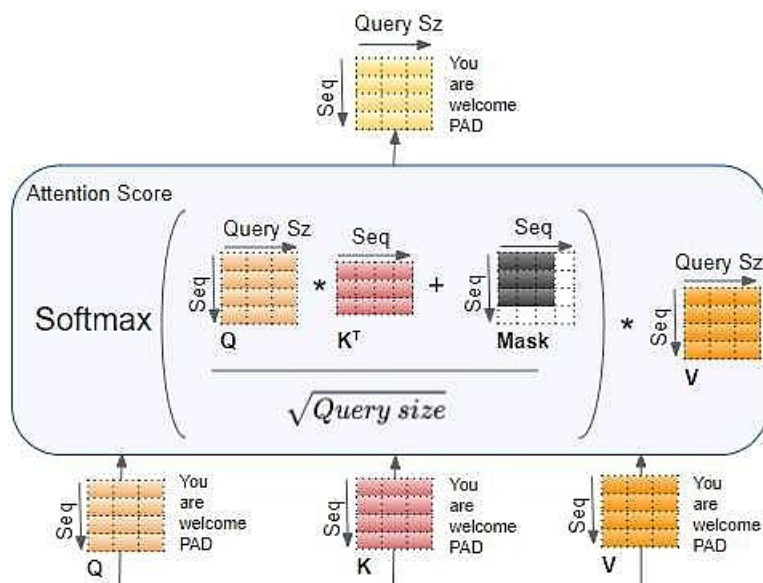 Query Sz
Seq
You
are
welcome
PAD
Attention Score
Query Sz
Seq
Seq
Seq
Seq
Query Sz
Seq
Softmax
*
+
*
Q
K^T
Mask
V
√Query size
Seq
You
are
welcome
PAD
Q
Seq
You
are
welcome
PAD
K
Seq
You
are
welcome
PAD
V